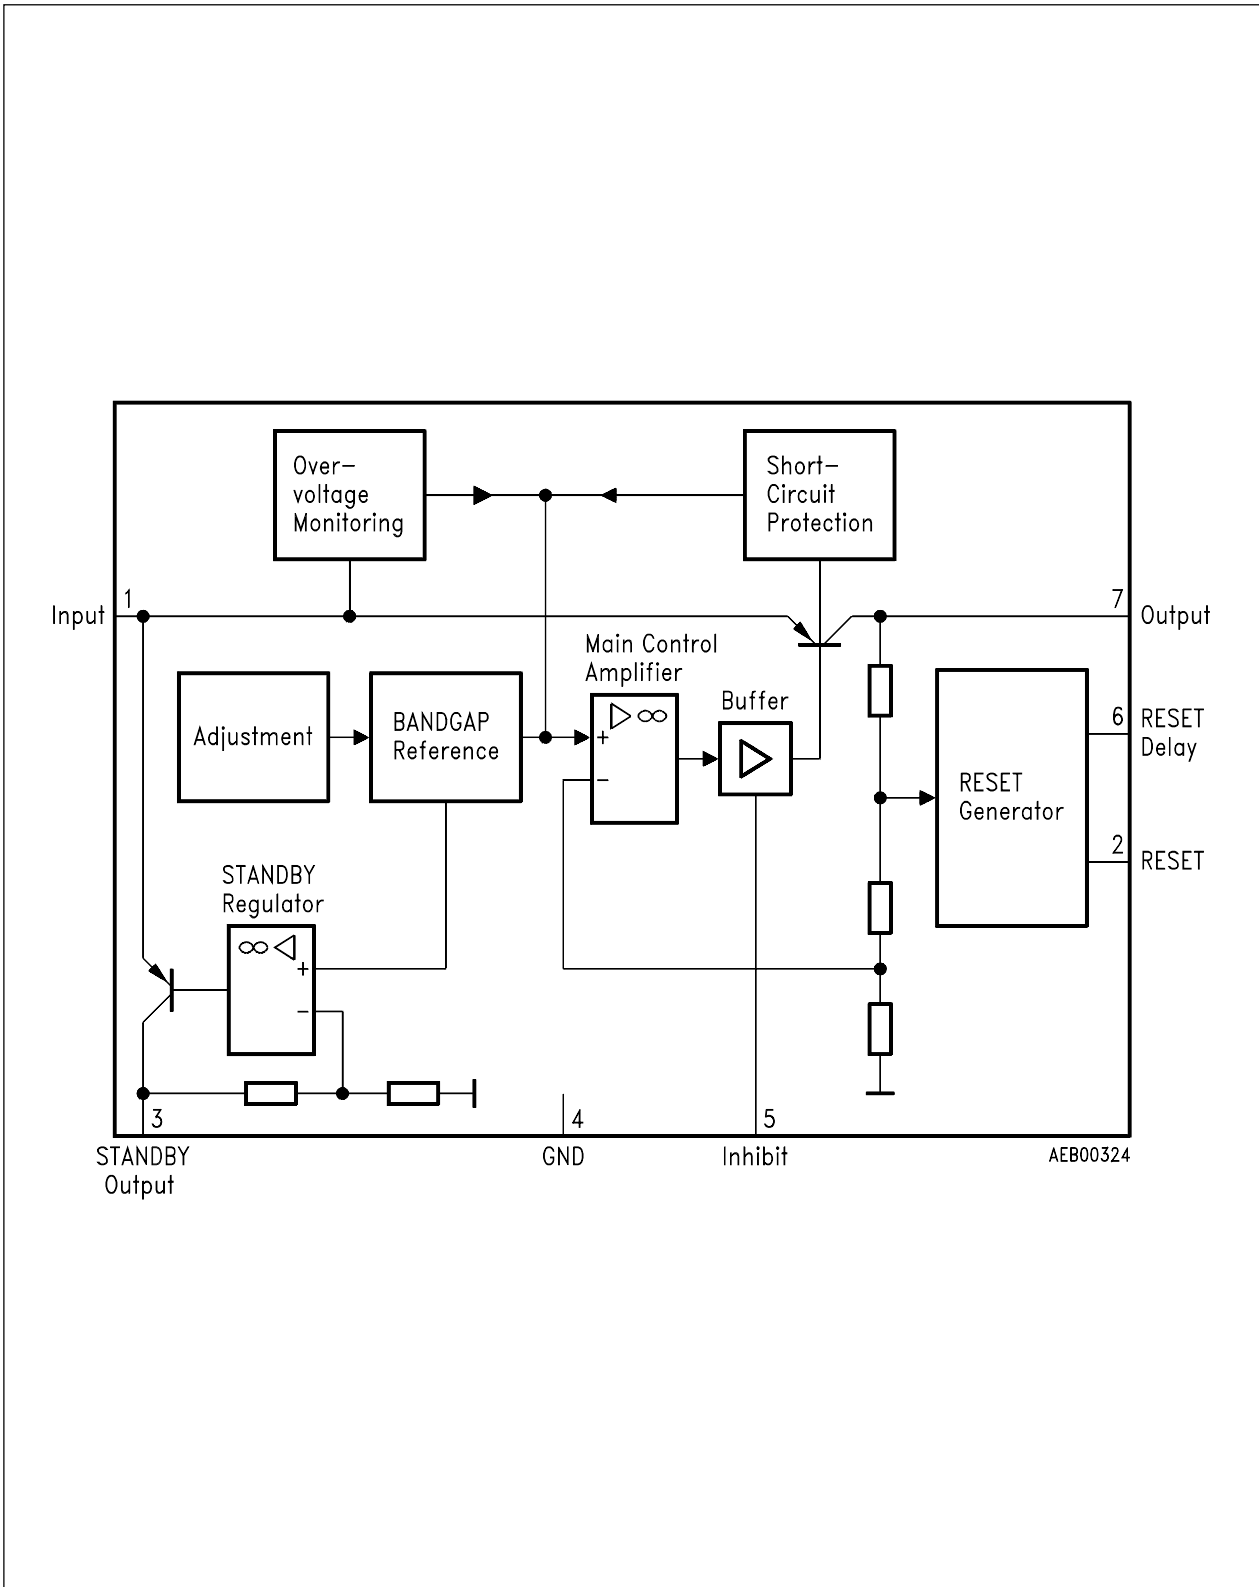 Over-
voltage
Monitoring
Short-
Circuit
Protection
1
Input
7
Output
Main Control
Amplifier
∞
+
−
Adjustment
BANDGAP
Reference
Buffer
6
RESET
Delay
RESET
Generator
2
RESET
STANDBY
Regulator
∞
+
−
3
STANDBY
Output
4
GND
5
Inhibit
AEB00324